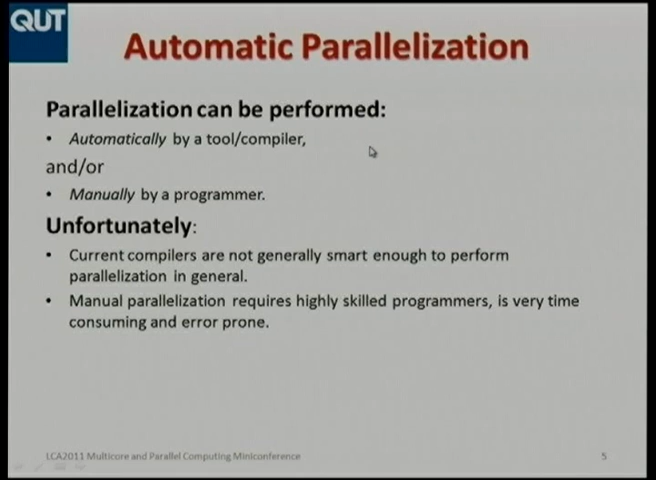 QUT
Automatic Parallelization
Parallelization can be performed:
• Automatically by a tool/compiler,
and/or
• Manually by a programmer.
Unfortunately:
• Current compilers are not generally smart enough to perform
parallelization in general.
• Manual parallelization requires highly skilled programmers, is very time
consuming and error prone.
LCA2011 Multicore and Parallel Computing Miniconference
5